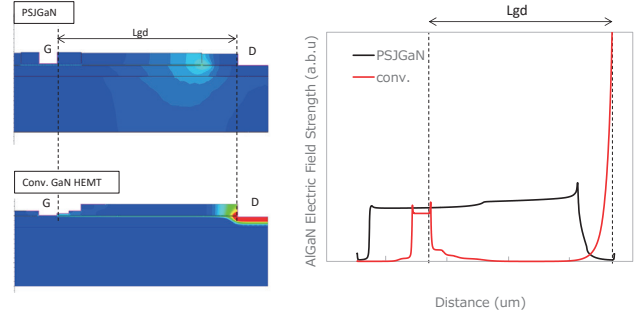 PSJGaN
Lgd
G
D
Conv. GaN HEMT
G
D
Lgd
PSJGaN
conv.
AlGaN Electric Field Strength (a.b.u)
Distance (um)